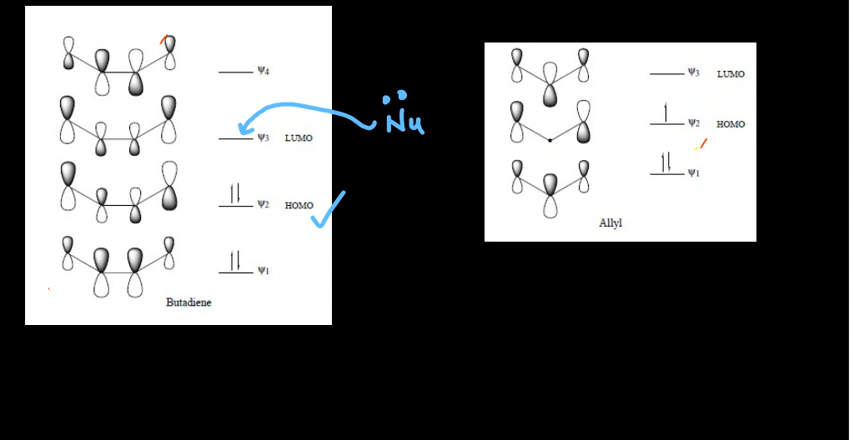 Ψ4
Ψ3 LUMO
Ψ2 HOMO
Ψ1
Butadiene
Nu
Ψ3 LUMO
Ψ2 HOMO
Ψ1
Allyl